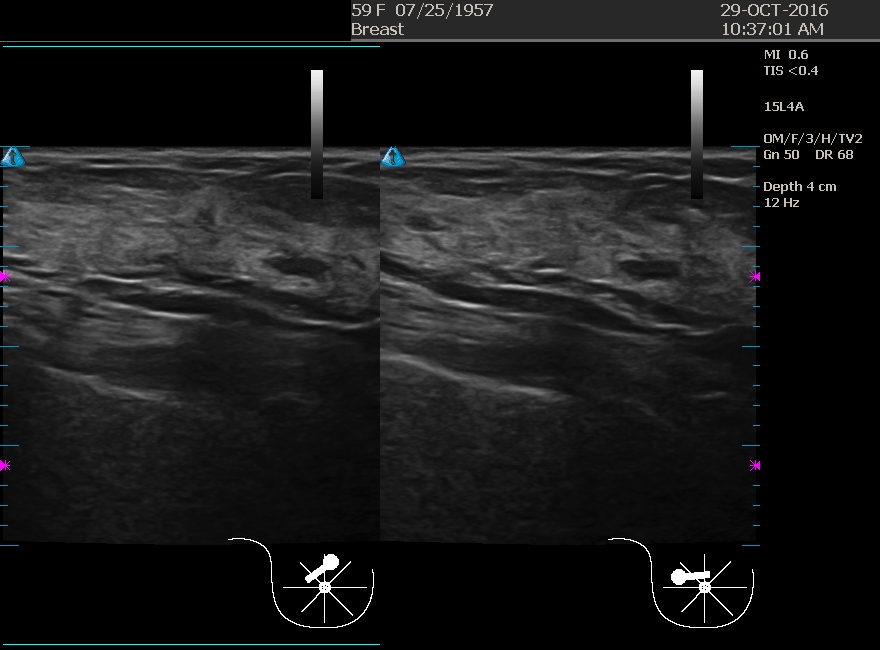 59 F 07/25/1957
29-OCT-2016
Breast
10:37:01 AM
MI 0.6
TIS <0.4
15L4A
OM/F/3/H/TV2
Gn 50 DR 68
Depth 4 cm
12 Hz